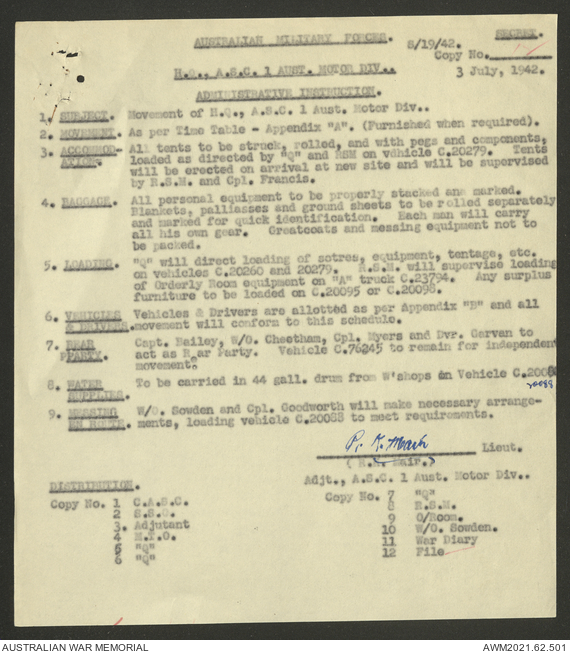 AUSTRALIAN MILITARY FORCES.
SECRET.
8/19/42.
Copy No.
H.Q., A.S.C. 1 AUST. MOTOR DIV..
3 July, 1942.
ADMINISTRATIVE INSTRUCTION.
1. SUBJECT. Movement of H.Q., A.S.C. 1 Aust. Motor Div..
2. MOVEMENT. As per Time Table - Appendix "A". (Furnished when required).
3. ACCOMMOD- All tents to be struck, rolled, and with pegs and components,
ATION. loaded as directed by "Q" and RSM on vehicle C.20279. Tents
will be erected on arrival at new site and will be supervised
by R.S.M. and Cpl. Francis.
4. BAGGAGE. All personal equipment to be properly stacked and marked.
Blankets, palliasses and ground sheets to be rolled separately
and marked for quick identification. Each man will carry
all his own gear. Greatcoats and messing equipment not to
be packed.
5. LOADING. "Q" will direct loading of sotres, equipment, tentage, etc.
on vehicles C.20260 and 20279. R.S.M. will supervise loading
of Orderly Room equipment on "A" truck C.23794. Any surplus
furniture to be loaded on C.20095 or C.20098.
6. VEHICLES Vehicles & Drivers are allotted as per Appendix "B" and all
& DRIVERS. movement will conform to this schedule.
7. REAR Capt. Bailey, W/O. Cheetham, Cpl. Myers and Dvr. Garvan to
PARTY. act as Rear Party. Vehicle C.76245 to remain for independent
movement.
8. WATER To be carried in 44 gall. drum from W'shops on Vehicle C.20088
SUPPLIES. 20088
9. MESSING W/O. Sowden and Cpl. Goodworth will make necessary arrange-
EN ROUTE. ments, loading vehicle C.20088 to meet requirements.
Lieut.
Mair.)
Adjt., A.S.C. 1 Aust. Motor Div..
DISTRIBUTION.
Copy No. 1 C.A.S.C.
2 S.S.O.
3. Adjutant
4 M.T.O.
5 "Q"
6 "Q"
Copy No. 7 "Q"
8 R.S.M.
9 O/Room.
10 W/O. Sowden.
11 War Diary
12 File
AUSTRALIAN WAR MEMORIAL
AWM2021.62.501